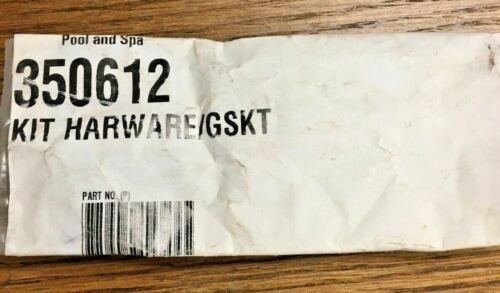 Pool and Spa
350612
KIT HARWARE/GSKT
PART NO. (P)